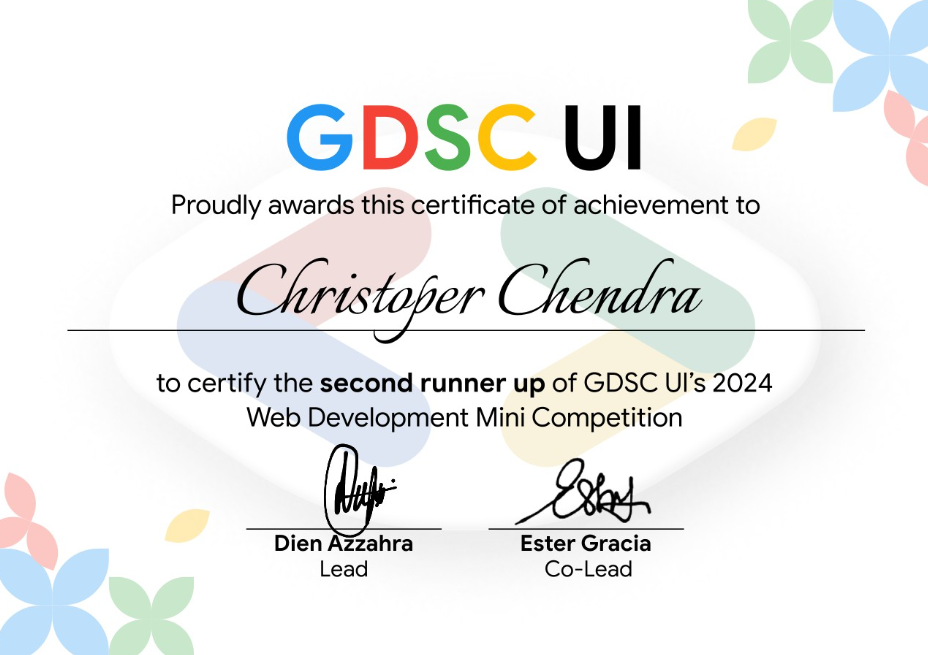 GDSC UI
Proudly awards this certificate of achievement to
Christoper Chendra
to certify the second runner up of GDSC UI's 2024
Web Development Mini Competition
Dien Azzahra
Lead
Ester Gracia
Co-Lead